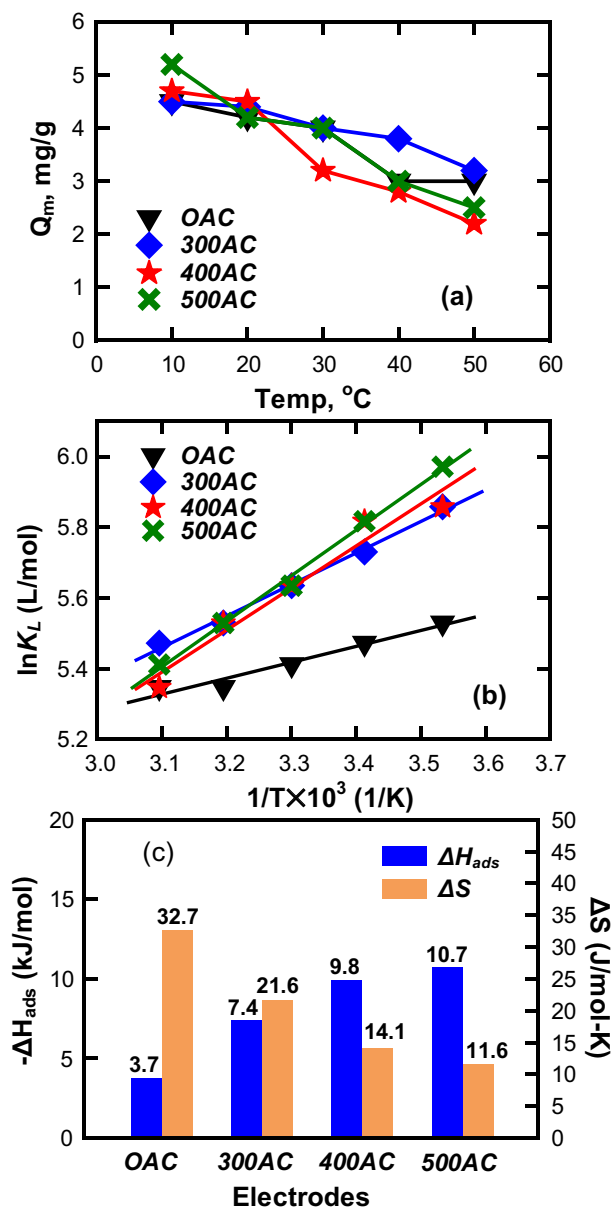 6
5
4
3
2
1
0
Qm, mg/g
OAC
300AC
400AC
500AC
(a)
0 10 20 30 40 50 60
Temp, °C
6.0
5.8
5.6
5.4
5.2
lnKL (L/mol)
OAC
300AC
400AC
500AC
(b)
3.0 3.1 3.2 3.3 3.4 3.5 3.6 3.7
1/T×10³ (1/K)
20
15
10
5
0
-ΔHads (kJ/mol)
(c)
ΔHads
ΔS
3.7
32.7
7.4
21.6
9.8
14.1
10.7
11.6
50
45
40
35
30
25
20
15
10
5
0
ΔS (J/mol-K)
OAC 300AC 400AC 500AC
Electrodes